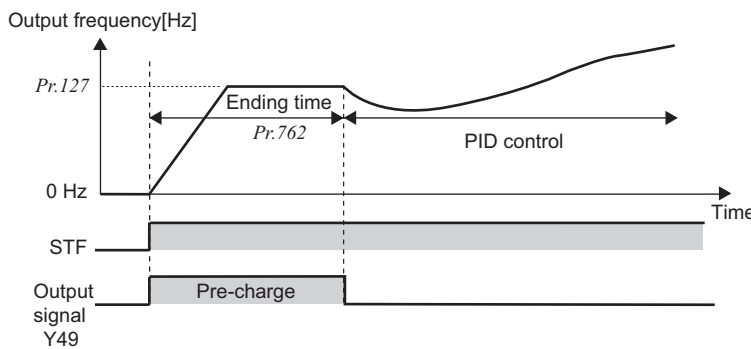 Output frequency[Hz]
Pr.127
Ending time
Pr.762
PID control
0 Hz
Time
STF
Output
signal
Y49
Pre-charge